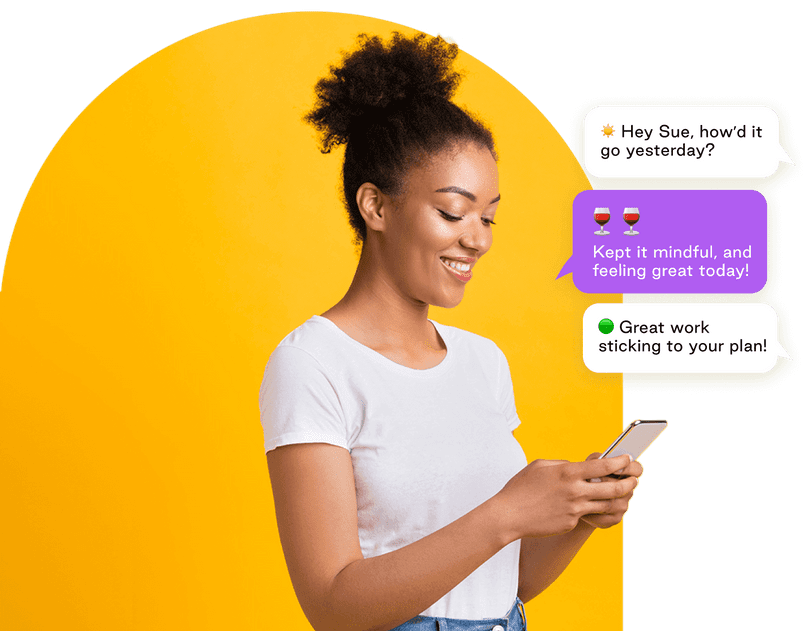 ☀️ Hey Sue, how’d it
go yesterday?
🍷 🍷
Kept it mindful, and
feeling great today!
🟢 Great work
sticking to your plan!